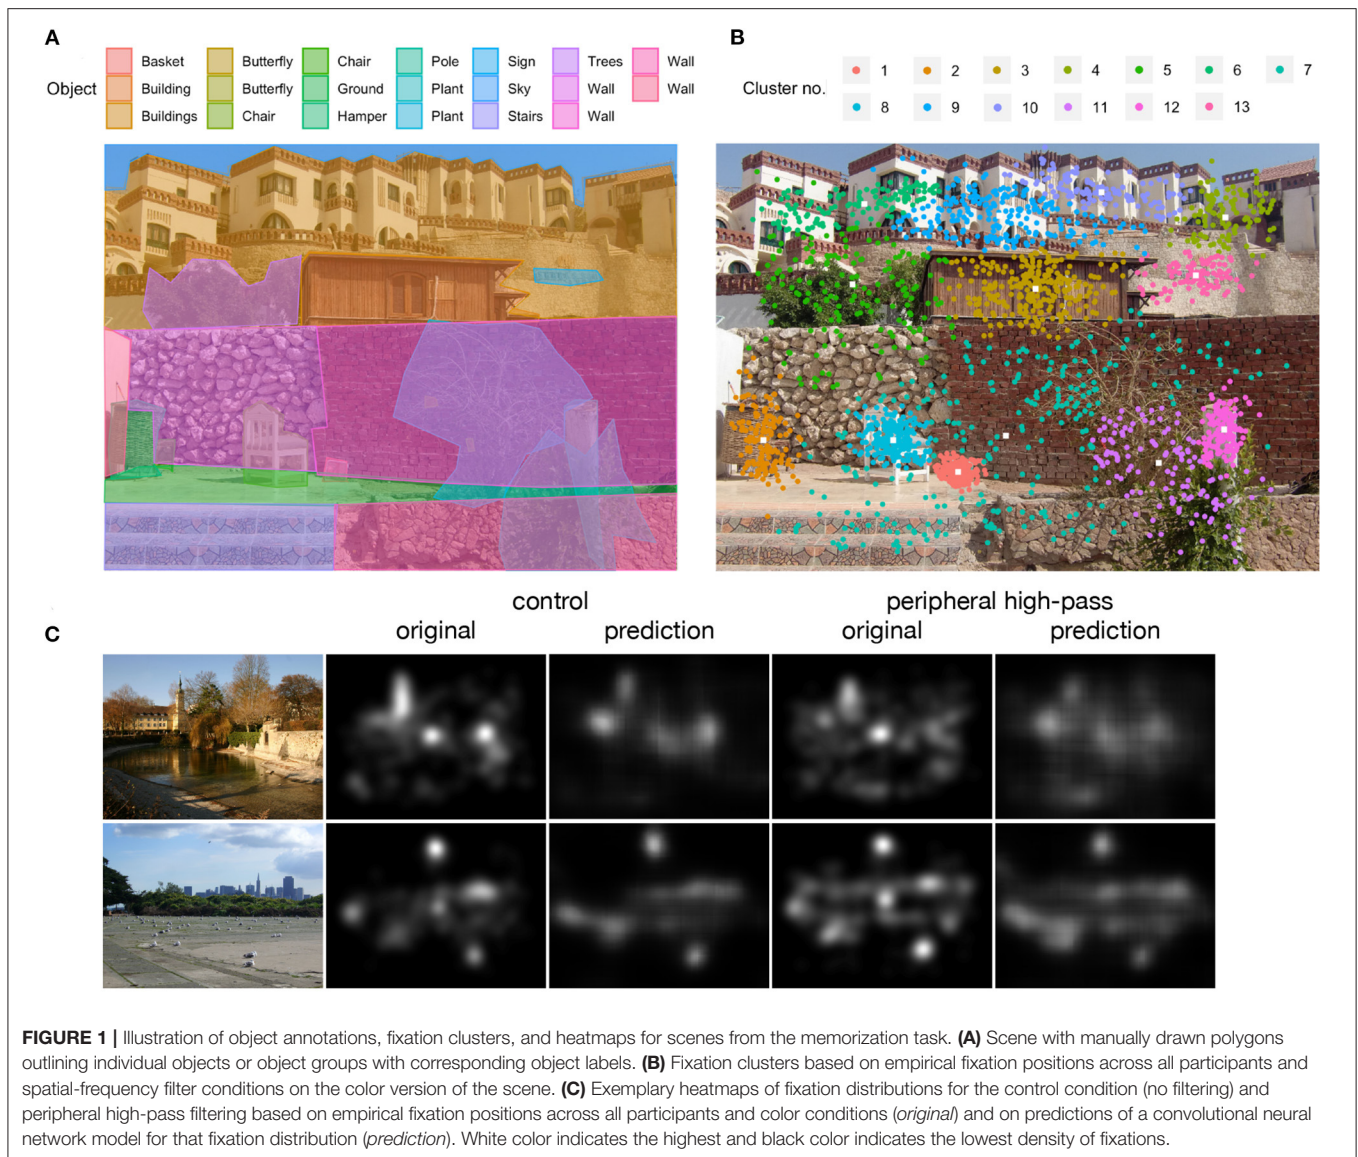 A
B
Object
Basket Butterfly Chair Pole Sign Trees Wall
Building Butterfly Ground Plant Sky Wall Wall
Buildings Chair Hamper Plant Stairs Wall
Cluster no.
1 2 3 4 5 6 7
8 9 10 11 12 13
control peripheral high-pass
C
original prediction original prediction
FIGURE 1 | Illustration of object annotations, fixation clusters, and heatmaps for scenes from the memorization task. (A) Scene with manually drawn polygons
outlining individual objects or object groups with corresponding object labels. (B) Fixation clusters based on empirical fixation positions across all participants and
spatial-frequency filter conditions on the color version of the scene. (C) Exemplary heatmaps of fixation distributions for the control condition (no filtering) and
peripheral high-pass filtering based on empirical fixation positions across all participants and color conditions (original) and on predictions of a convolutional neural
network model for that fixation distribution (prediction). White color indicates the highest and black color indicates the lowest density of fixations.